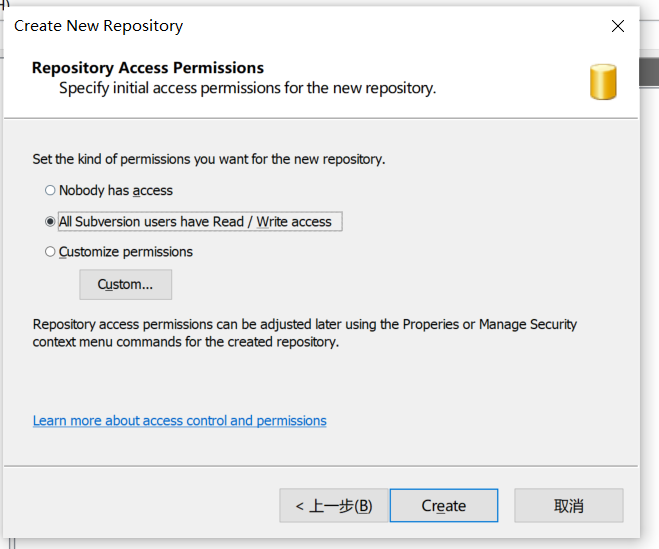 Create New Repository
Repository Access Permissions
Specify initial access permissions for the new repository.
Set the kind of permissions you want for the new repository.
Nobody has access
All Subversion users have Read / Write access
Customize permissions
Custom...
Repository access permissions can be adjusted later using the Properies or Manage Security
context menu commands for the created repository.
Learn more about access control and permissions
< 上一步(B)
Create
取消